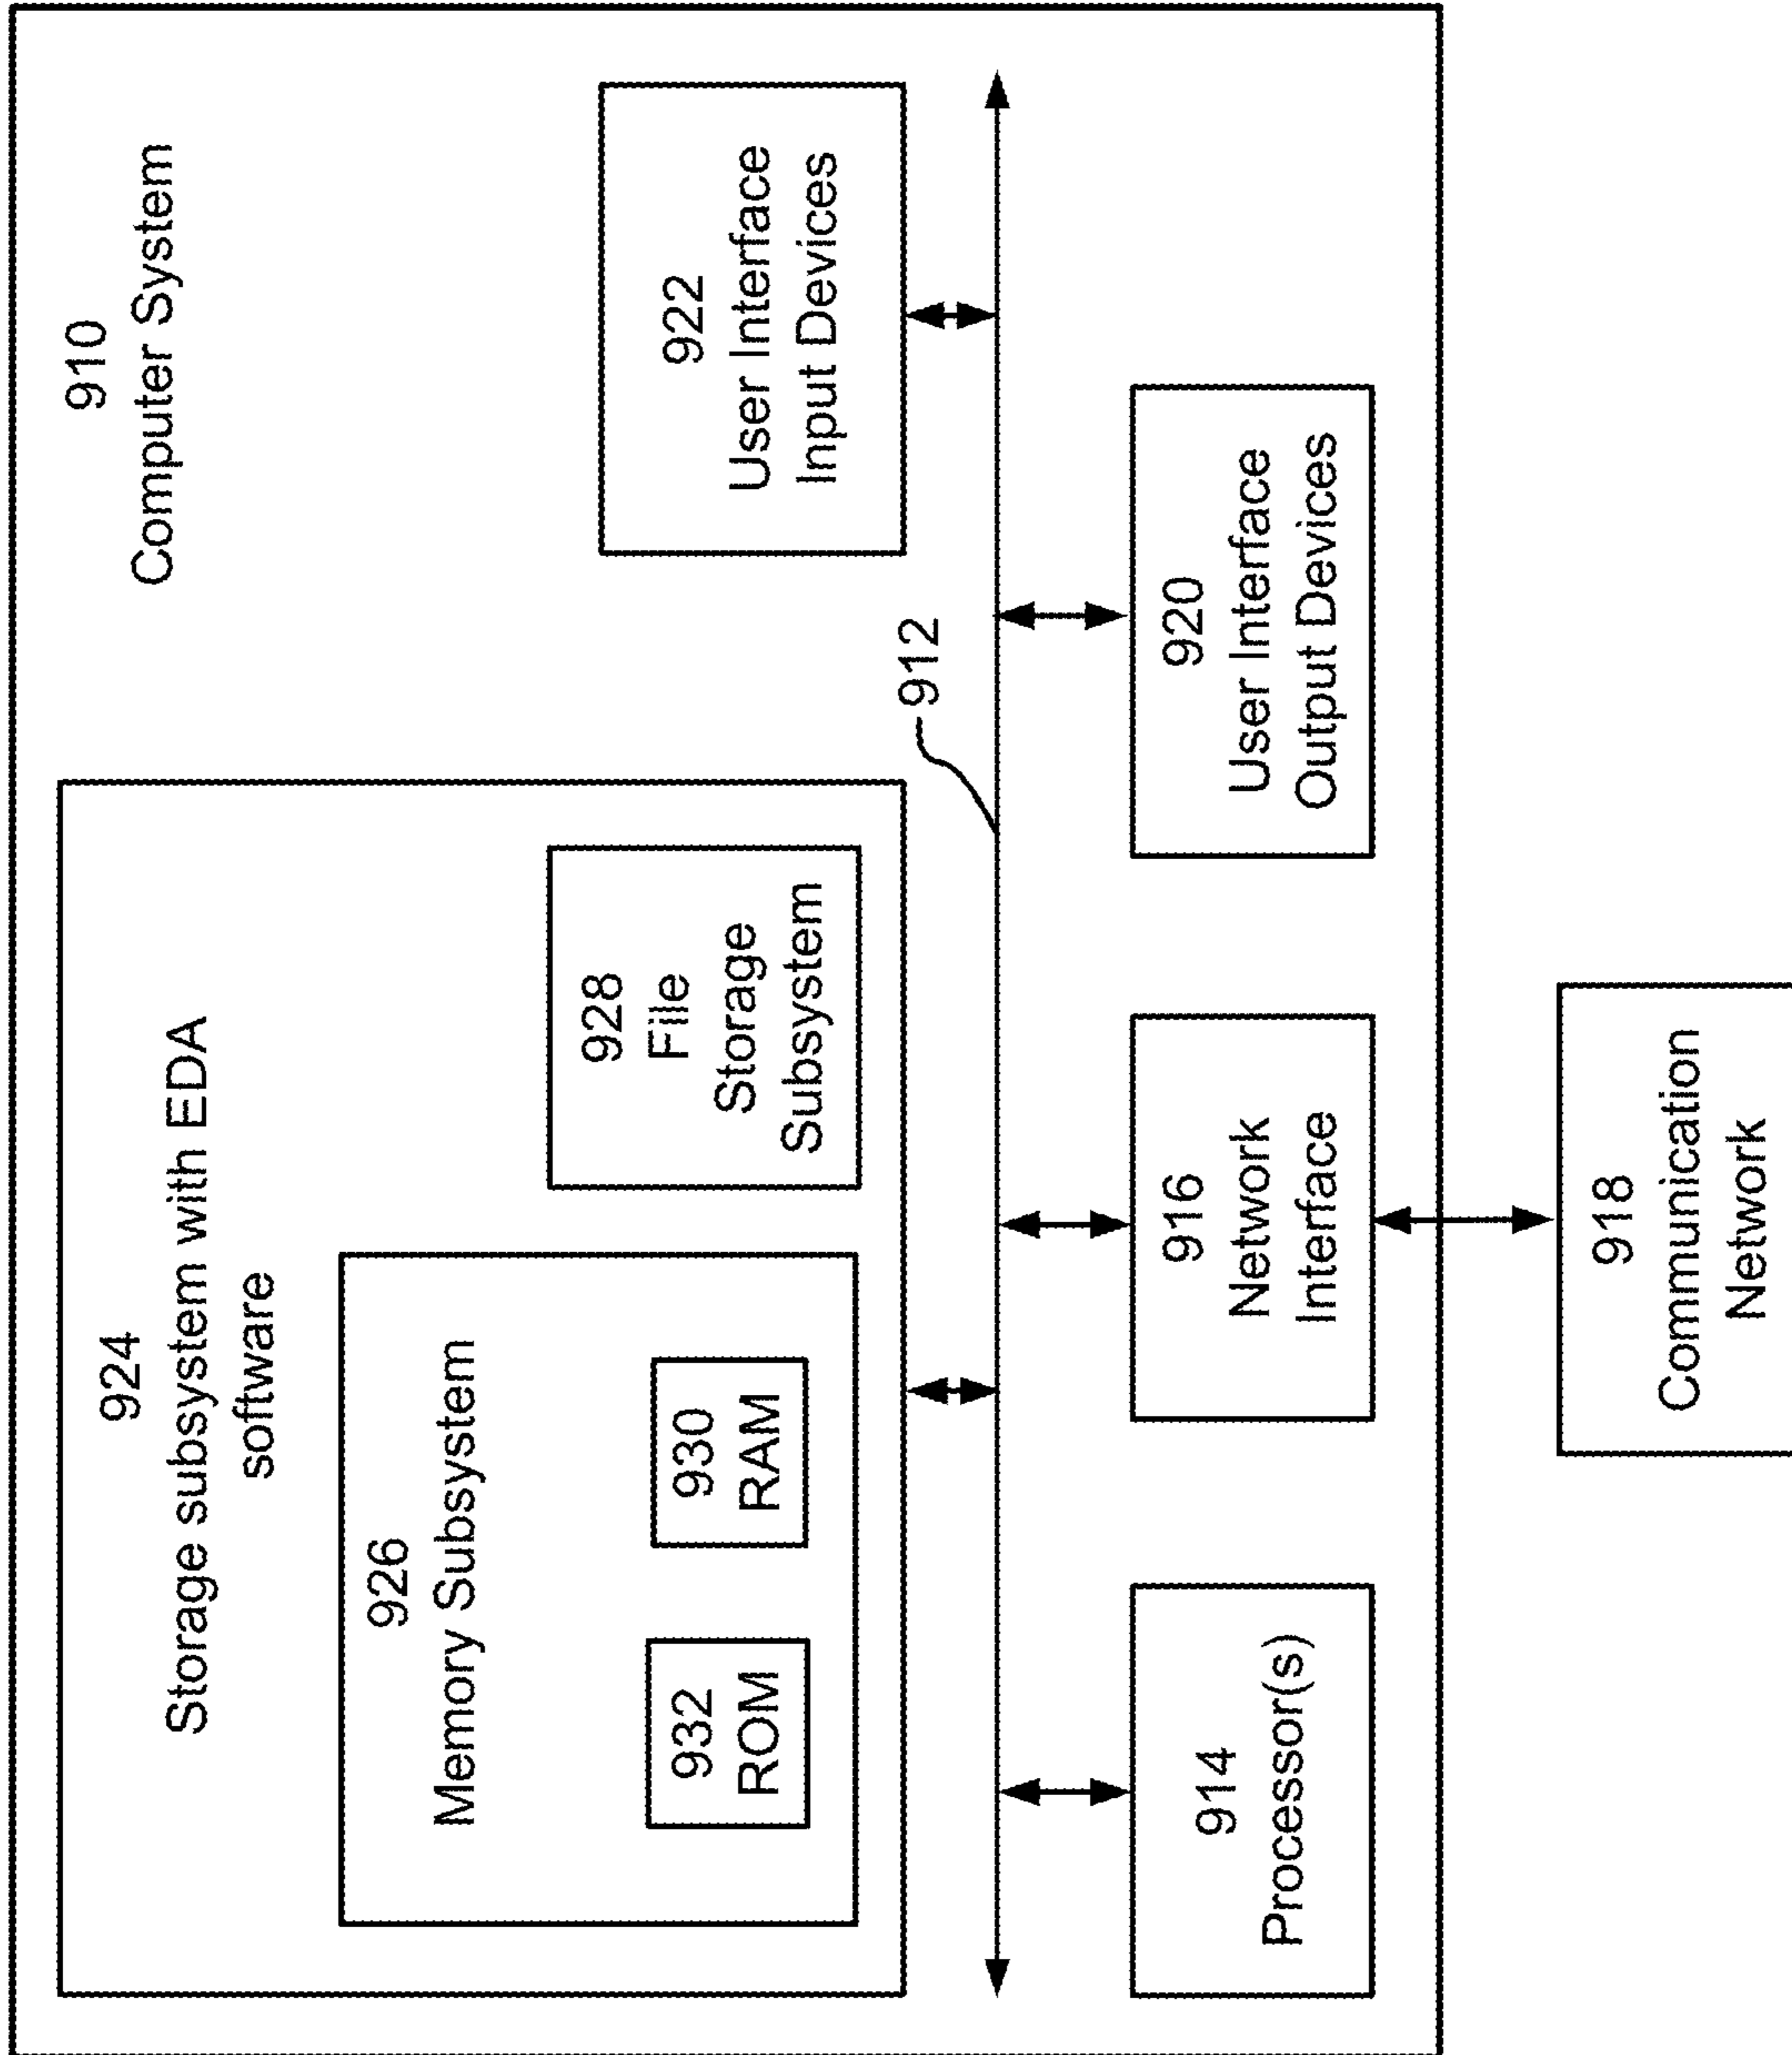 910
Computer System
924
Storage subsystem with EDA
software
926
Memory Subsystem
932
ROM
930
RAM
928
File
Storage
Subsystem
922
User Interface
Input Devices
912
914
Processor(s)
916
Network
Interface
920
User Interface
Output Devices
918
Communication
Network